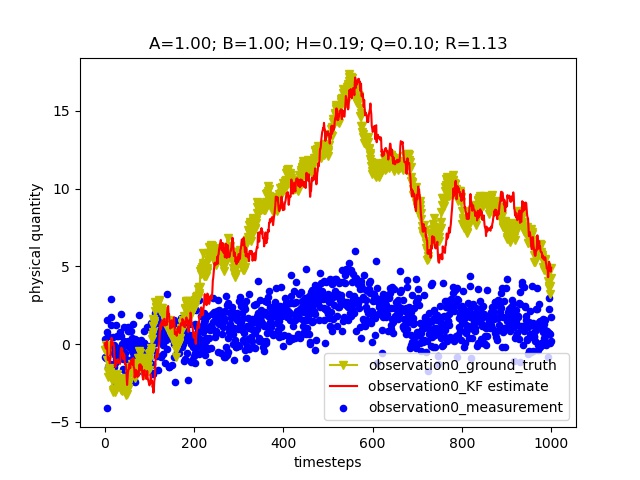 A=1.00; B=1.00; H=0.19; Q=0.10; R=1.13
physical quantity
15
10
5
0
−5
0 200 400 600 800 1000
timesteps
observation0_ground_truth
observation0_KF estimate
observation0_measurement